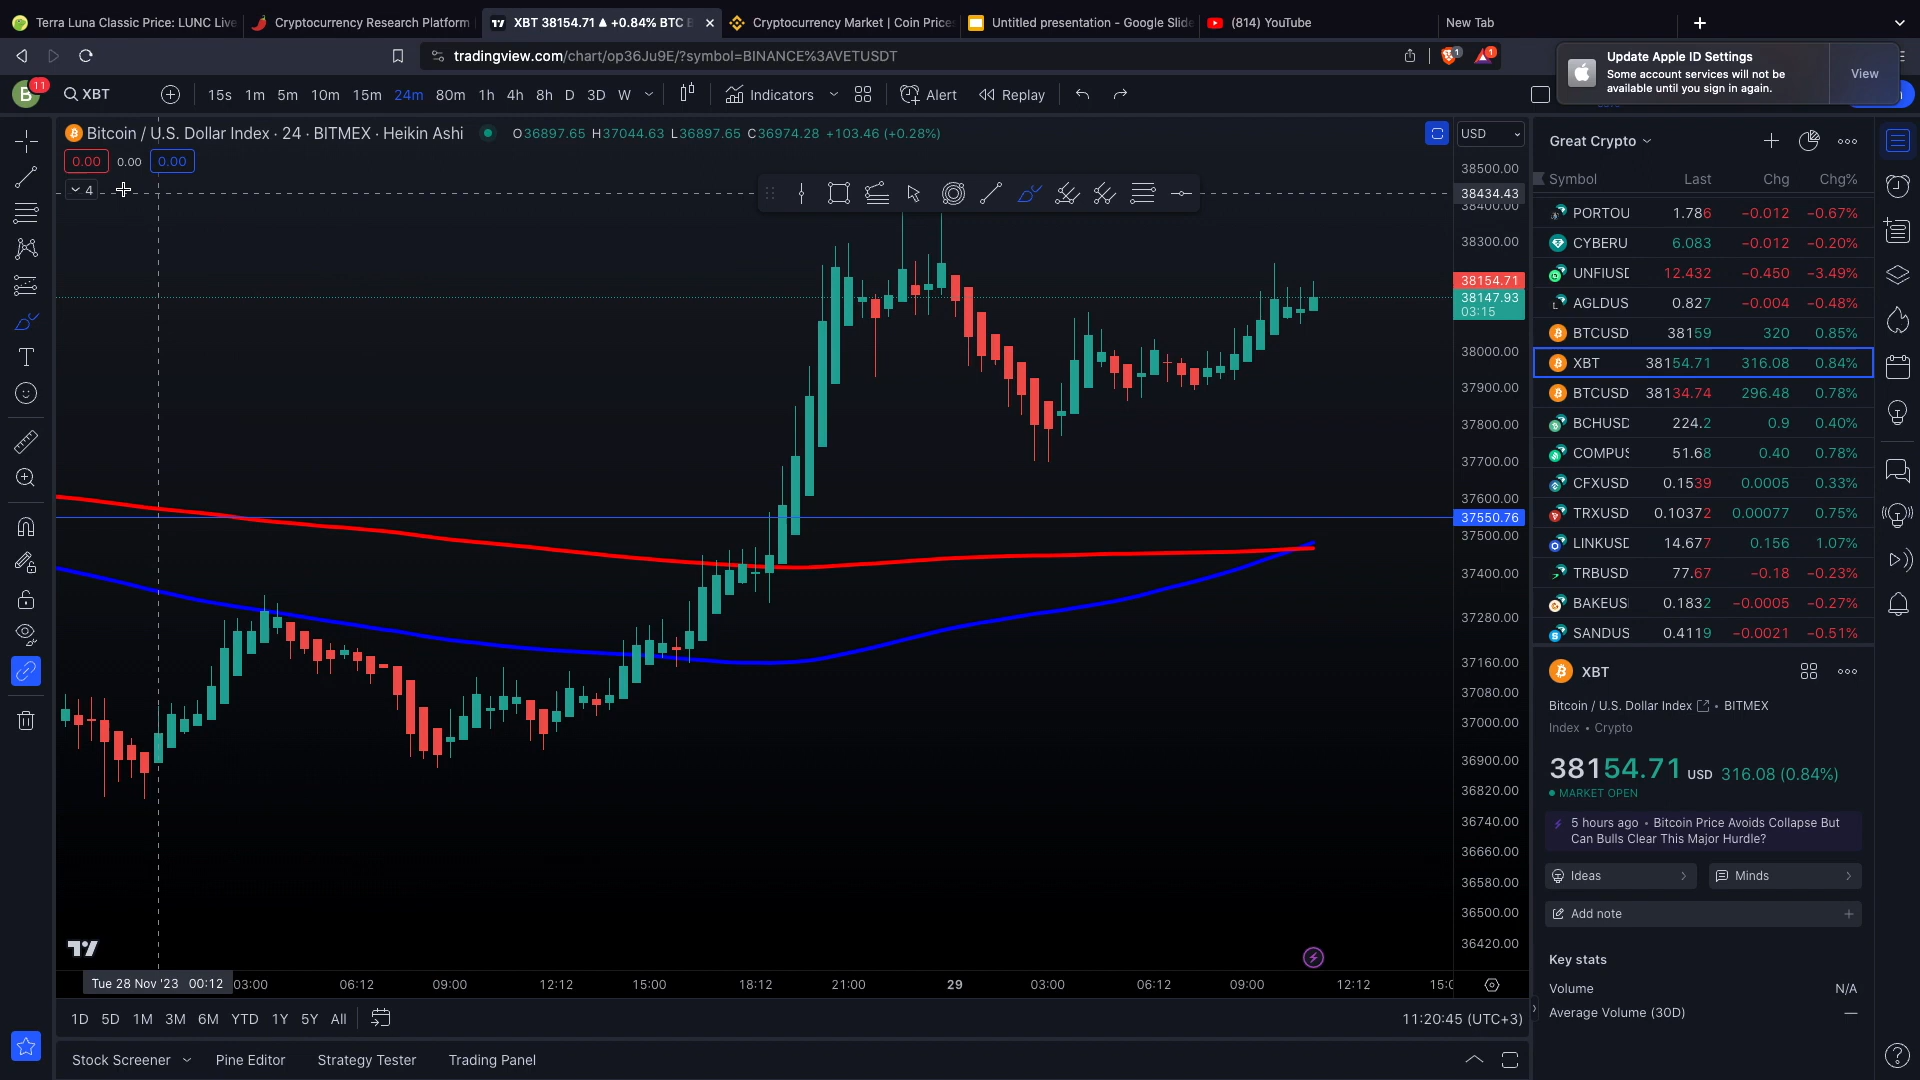 Terra Luna Classic Price: LUNC Live
Cryptocurrency Research Platform
XBT 38154.71 ▲ +0.84% BTC B
Cryptocurrency Market | Coin Price
Untitled presentation - Google Slide
(814) YouTube
New Tab
tradingview.com/chart/op36Ju9E/?symbol=BINANCE%3AVETUSDT
1
1
Update Apple ID Settings
Some account services will not be
available until you sign in again.
View
B
11
XBT
15s 1m 5m 10m 15m 24m 80m 1h 4h 8h D 3D W
Indicators
Alert
Replay
Bitcoin / U.S. Dollar Index · 24 · BITMEX · Heikin Ashi
O36897.65 H37044.63 L36897.65 C36974.28 +103.46 (+0.28%)
0.00 0.00 0.00
4
USD
38500.00
38434.43
38400.00
38300.00
38154.71
38147.93
03:15
38000.00
37900.00
37800.00
37700.00
37600.00
37550.76
37500.00
37400.00
37280.00
37160.00
37080.00
37000.00
36900.00
36820.00
36740.00
36660.00
36580.00
36500.00
36420.00
Tue 28 Nov '23 00:12
03:00 06:12 09:00 12:12 15:00 18:12 21:00 29 03:00 06:12 09:00 12:12 15:0
1D 5D 1M 3M 6M YTD 1Y 5Y All
11:20:45 (UTC+3)
Stock Screener
Pine Editor
Strategy Tester
Trading Panel
Great Crypto
Symbol Last Chg Chg%
PORTOU 1.786 −0.012 −0.67%
CYBERU 6.083 −0.012 −0.20%
UNFIUSD 12.432 −0.450 −3.49%
AGLDUS 0.827 −0.004 −0.48%
BTCUSD 38159 320 0.85%
XBT 38154.71 316.08 0.84%
BTCUSD 38134.74 296.48 0.78%
BCHUSD 224.2 0.9 0.40%
COMPUS 51.68 0.40 0.78%
CFXUSD 0.1539 0.0005 0.33%
TRXUSD 0.10372 0.00077 0.75%
LINKUSD 14.677 0.156 1.07%
TRBUSD 77.67 −0.18 −0.23%
BAKEUS 0.1832 −0.0005 −0.27%
SANDUS 0.4119 −0.0021 −0.51%
XBT
Bitcoin / U.S. Dollar Index • BITMEX
Index • Crypto
38154.71 USD 316.08 (0.84%)
MARKET OPEN
5 hours ago • Bitcoin Price Avoids Collapse But
Can Bulls Clear This Major Hurdle?
Ideas
Minds
Add note
Key stats
Volume N/A
Average Volume (30D) —